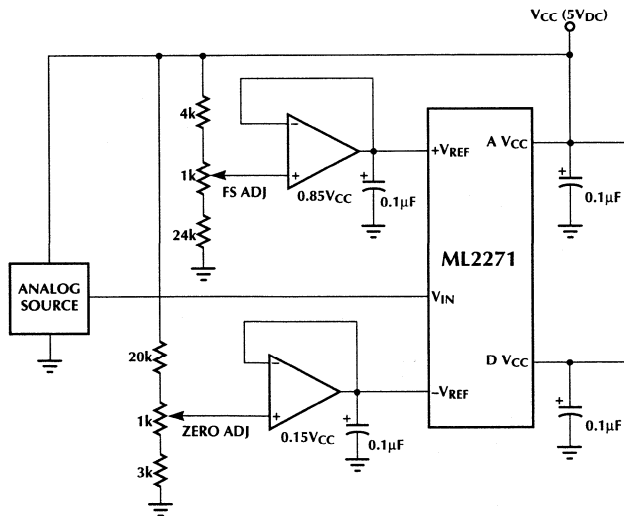 VCC (5VDC)
4k
1k
FS ADJ
24k
−
+
0.85VCC
+
0.1µF
+VREF
A VCC
+
0.1µF
ML2271
ANALOG
SOURCE
VIN
20k
1k
ZERO ADJ
3k
−
+
0.15VCC
+
0.1µF
−VREF
D VCC
+
0.1µF